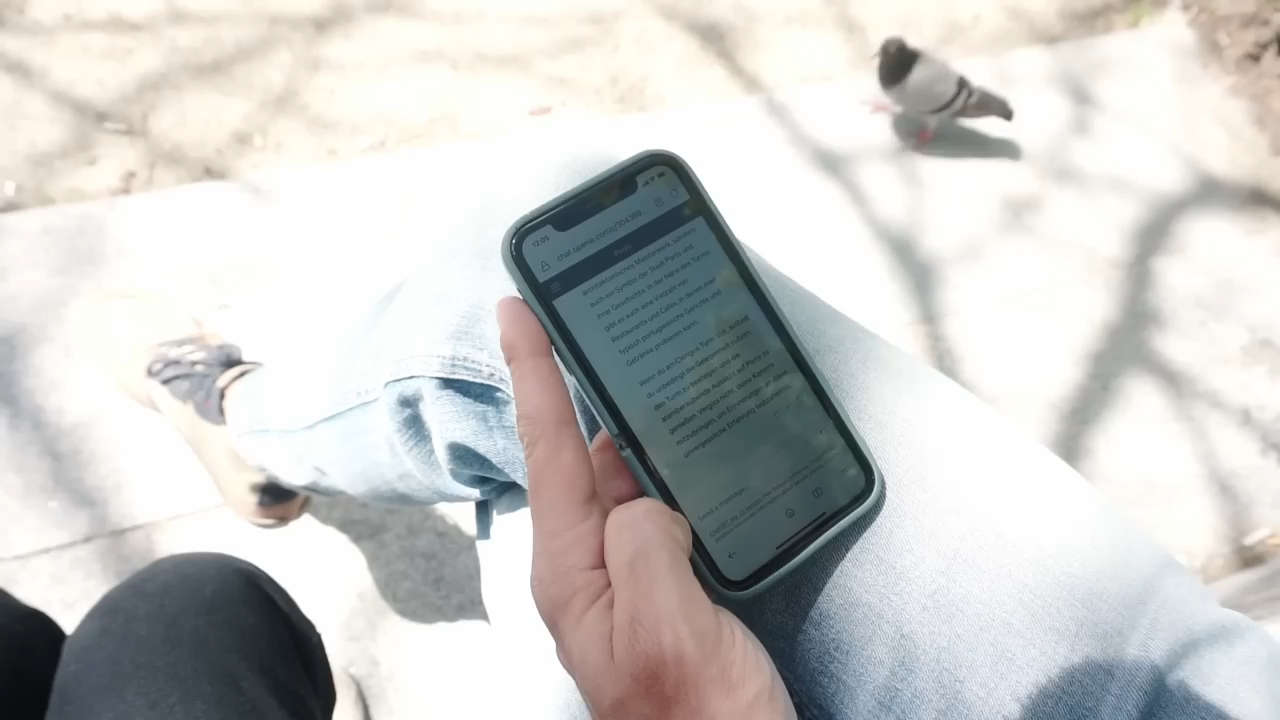 12:05
chat.openai.com/c/304389
Porto
architektonisches Meisterwerk, sondern
auch ein Symbol der Stadt Porto und
ihrer Geschichte. In der Nähe des Turms
gibt es auch eine Vielzahl von
Restaurants und Cafés, in denen man
typisch portugiesische Gerichte und
Getränke probieren kann.
Wenn du am Clérigos Turm bist, solltest
du unbedingt die Gelegenheit nutzen,
den Turm zu besteigen und die
atemberaubende Aussicht auf Porto zu
genießen. Vergiss nicht, deine Kamera
mitzubringen, um Erinnerungen an diese
unvergessliche Erfahrung festzuhalten.
Send a message...